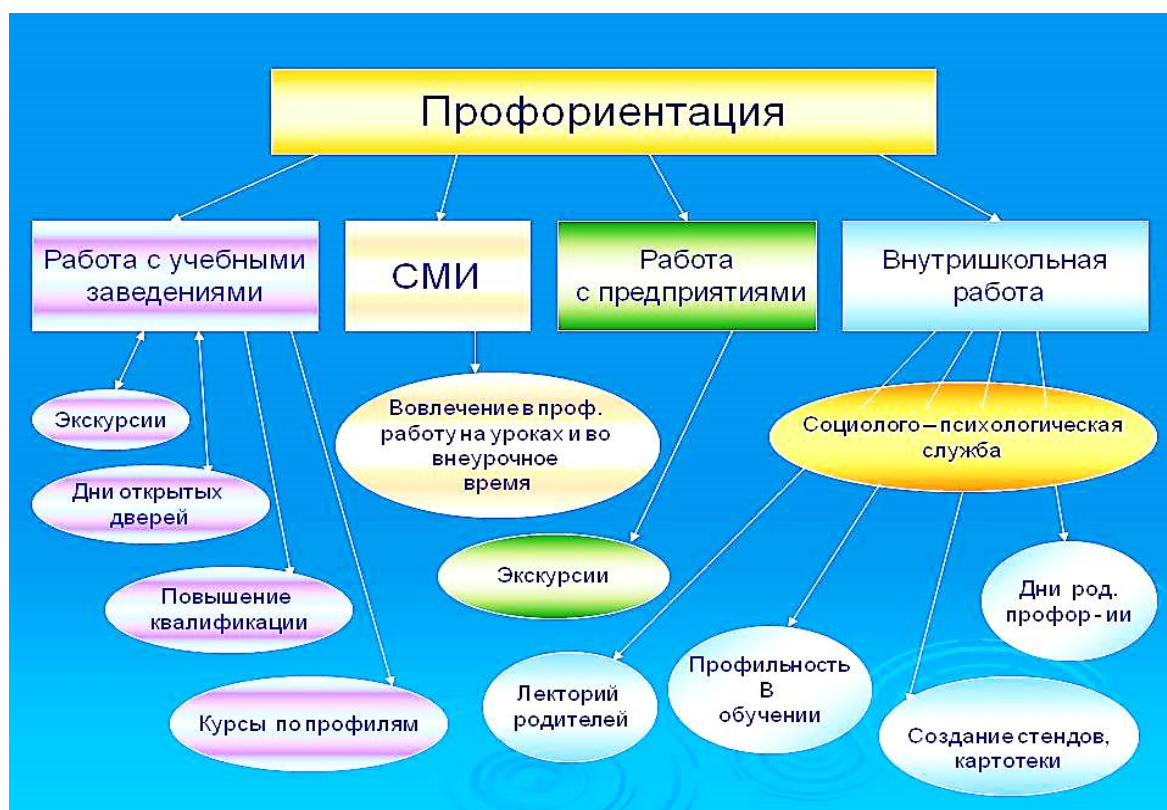 Профориентация
Работа с учебными
заведениями
СМИ
Работа
с предприятиями
Внутришкольная
работа
Экскурсии
Дни открытых
дверей
Повышение
квалификации
Курсы по профилям
Вовлечение в проф.
работу на уроках и во
внеурочное
время
Экскурсии
Социолого – психологическая
служба
Лекторий
родителей
Профильность
В
обучении
Создание стендов,
картотеки
Дни род.
профор - ии